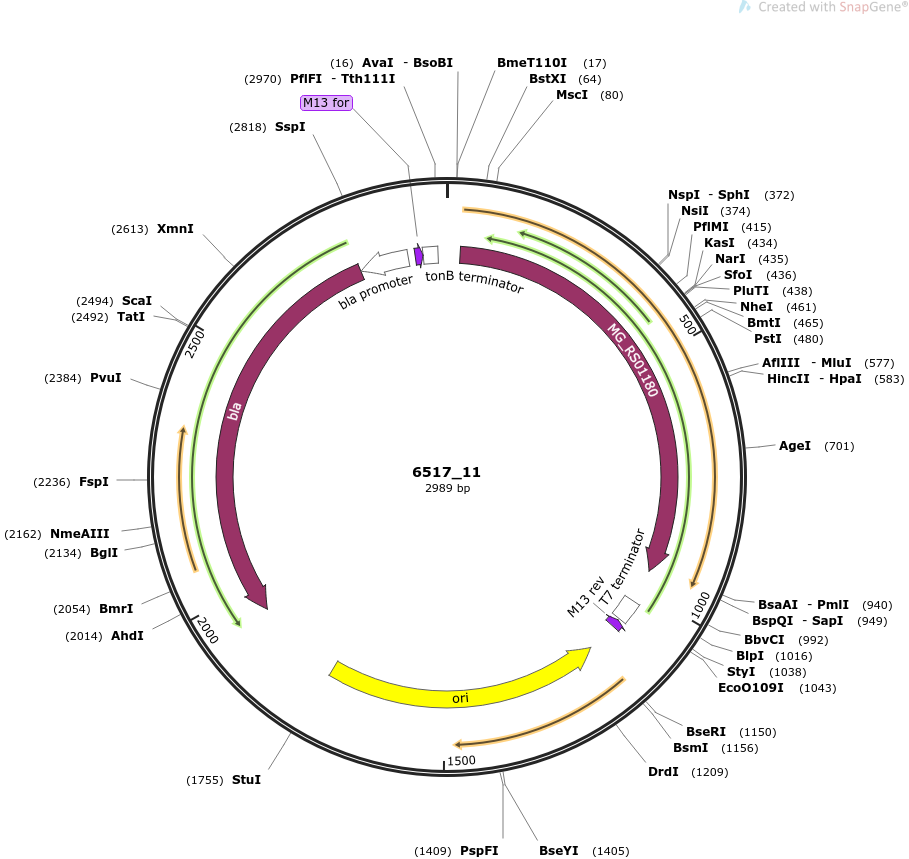 Created with SnapGene®
(16) AvaI - BsoBI
BmeT110I (17)
(2970) PflFI - Tth111I
BstXI (64)
M13 for
MscI (80)
(2818) SspI
NspI - SphI (372)
NsiI (374)
PflMI (415)
(2613) XmnI
KasI (434)
NarI (435)
SfoI (436)
PluTI (438)
(2494) ScaI
NheI (461)
(2492) TatI
BmtI (465)
PstI (480)
AflIII - MluI (577)
(2384) PvuI
HincII - HpaI (583)
AgeI (701)
(2236) FspI
(2162) NmeAIII
(2134) BglI
(2054) BmrI
BsaAI - PmlI (940)
(2014) AhdI
BspQI - SapI (949)
BbvCI (992)
BlpI (1016)
StyI (1038)
EcoO109I (1043)
BseRI (1150)
BsmI (1156)
DrdI (1209)
(1755) StuI
(1409) PspFI
BseYI (1405)
bla promoter
tonB terminator
MG_RS01180
bla
6517_11
2989 bp
T7 terminator
M13 rev
ori
500
1000
1500
2000
2500